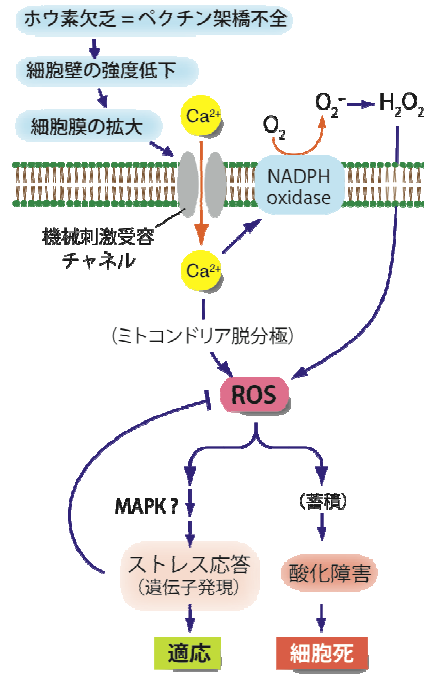 ホウ素欠乏＝ペクチン架橋不全
細胞壁の強度低下
細胞膜の拡大
Ca²⁺
O₂
O₂⁻
H₂O₂
NADPH
oxidase
機械刺激受容
チャネル
Ca²⁺
(ミトコンドリア脱分極)
ROS
MAPK ?
(蓄積)
ストレス応答
(遺伝子発現)
酸化障害
適応
細胞死